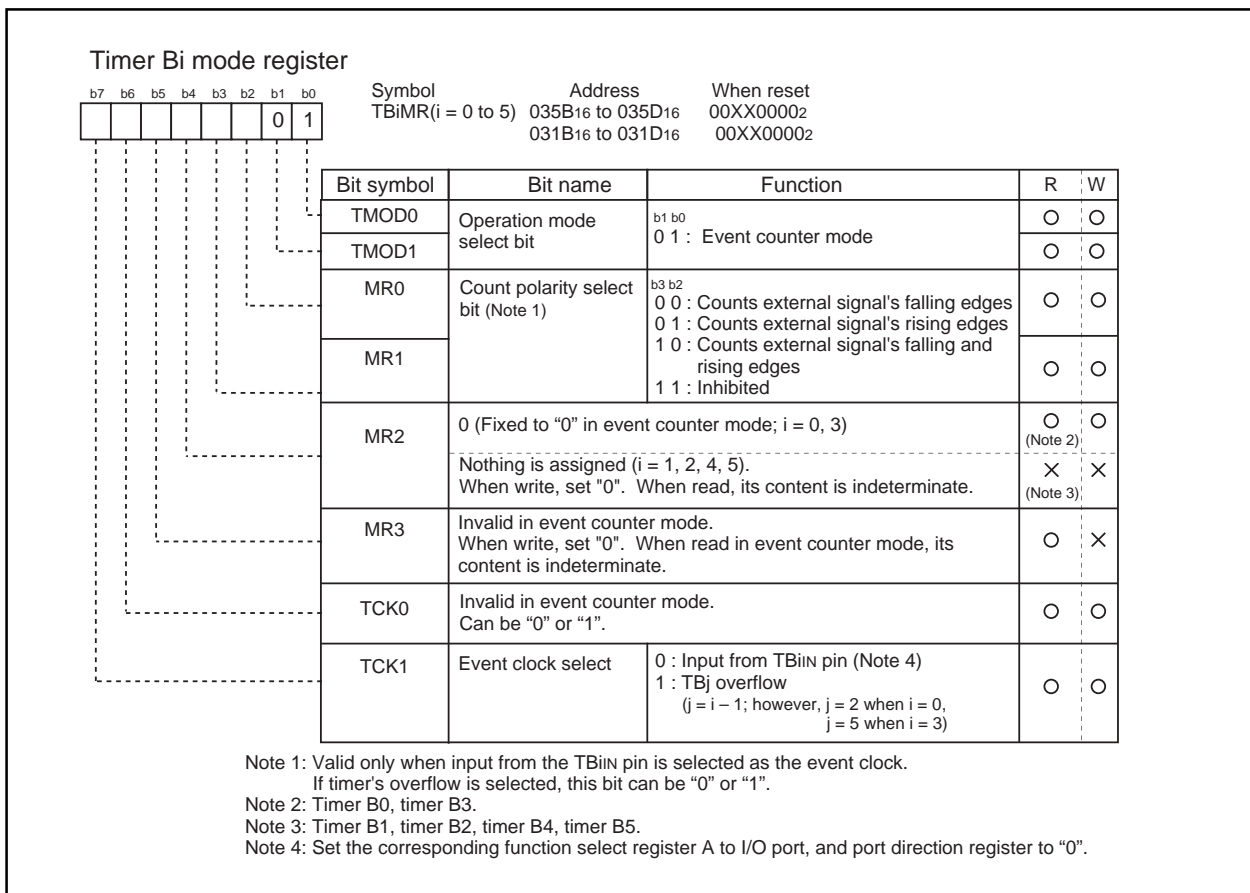 Timer Bi mode register
b7 b6 b5 b4 b3 b2 b1 b0
0 1
Symbol Address When reset
TBiMR(i = 0 to 5) 035B16 to 035D16 00XX00002
031B16 to 031D16 00XX00002
Bit symbol Bit name Function R W
TMOD0
TMOD1
Operation mode
select bit
b1 b0
0 1 : Event counter mode
MR0
MR1
Count polarity select
bit (Note 1)
b3 b2
0 0 : Counts external signal's falling edges
0 1 : Counts external signal's rising edges
1 0 : Counts external signal's falling and
rising edges
1 1 : Inhibited
MR2
0 (Fixed to “0” in event counter mode; i = 0, 3)
(Note 2)
Nothing is assigned (i = 1, 2, 4, 5).
When write, set "0". When read, its content is indeterminate.
(Note 3)
MR3
Invalid in event counter mode.
When write, set "0". When read in event counter mode, its
content is indeterminate.
TCK0
Invalid in event counter mode.
Can be “0” or “1”.
TCK1
Event clock select
0 : Input from TBiIN pin (Note 4)
1 : TBj overflow
(j = i – 1; however, j = 2 when i = 0,
j = 5 when i = 3)
Note 1: Valid only when input from the TBiIN pin is selected as the event clock.
If timer's overflow is selected, this bit can be “0” or “1”.
Note 2: Timer B0, timer B3.
Note 3: Timer B1, timer B2, timer B4, timer B5.
Note 4: Set the corresponding function select register A to I/O port, and port direction register to “0”.